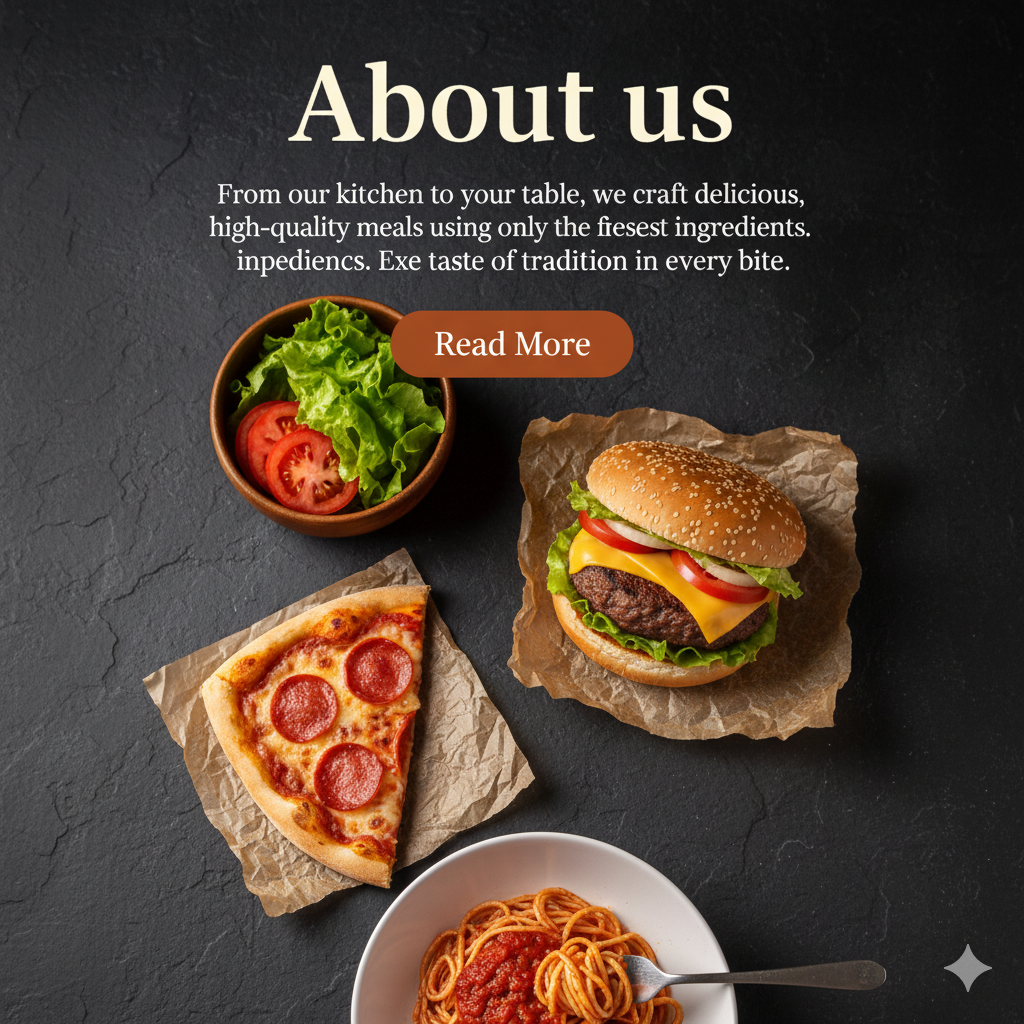 About us
From our kitchen to your table, we craft delicious,
high-quality meals using only the fresest ingredients.
inpediencs. Exe taste of tradition in every bite.
Read More